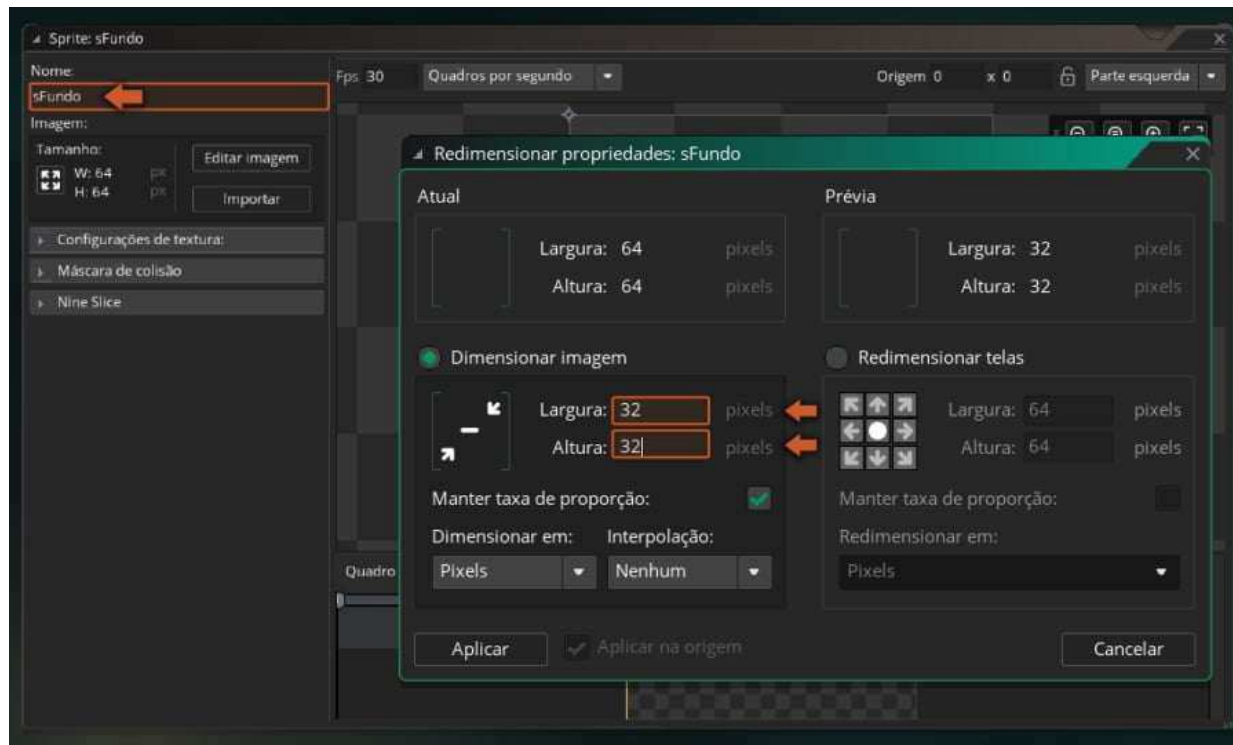 Sprite: sFundo
Nome:
sFundo
Imagem:
Tamanho:
W: 64 px
H: 64 px
Editar imagem
Importar
Configurações de textura:
Máscara de colisão
Nine Slice
Fps 30 Quadros por segundo Origem 0 x 0 Parte esquerda
Redimensionar propriedades: sFundo
Atual
Largura: 64 pixels
Altura: 64 pixels
Prévia
Largura: 32 pixels
Altura: 32 pixels
Dimensionar imagem
Largura: 32 pixels
Altura: 32 pixels
Manter taxa de proporção:
Dimensionar em: Interpolação:
Pixels Nenhum
Redimensionar telas
Largura: 64 pixels
Altura: 64 pixels
Manter taxa de proporção:
Redimensionar em:
Pixels
Aplicar Aplicar na origem Cancelar
Quadro